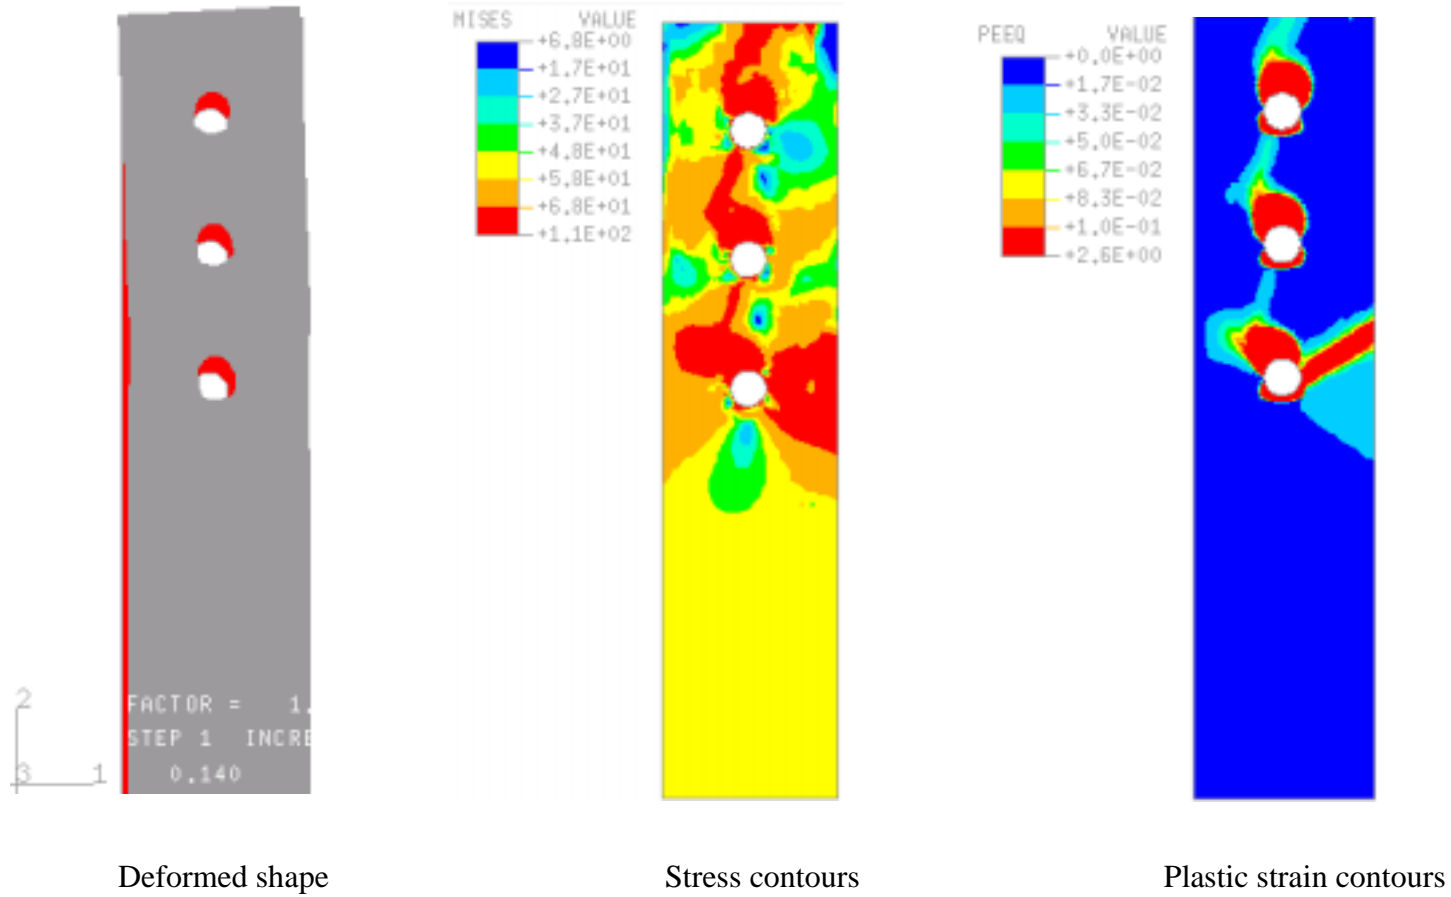 MISES VALUE
+6.8E+00
+1.7E+01
+2.7E+01
+3.7E+01
+4.8E+01
+5.8E+01
+6.8E+01
+1.1E+02
PEEQ VALUE
+0.0E+00
+1.7E-02
+3.3E-02
+5.0E-02
+6.7E-02
+8.3E-02
+1.0E-01
+2.6E+00
2
3 1
FACTOR = 1.
STEP 1 INCRE
0.140
Deformed shape
Stress contours
Plastic strain contours